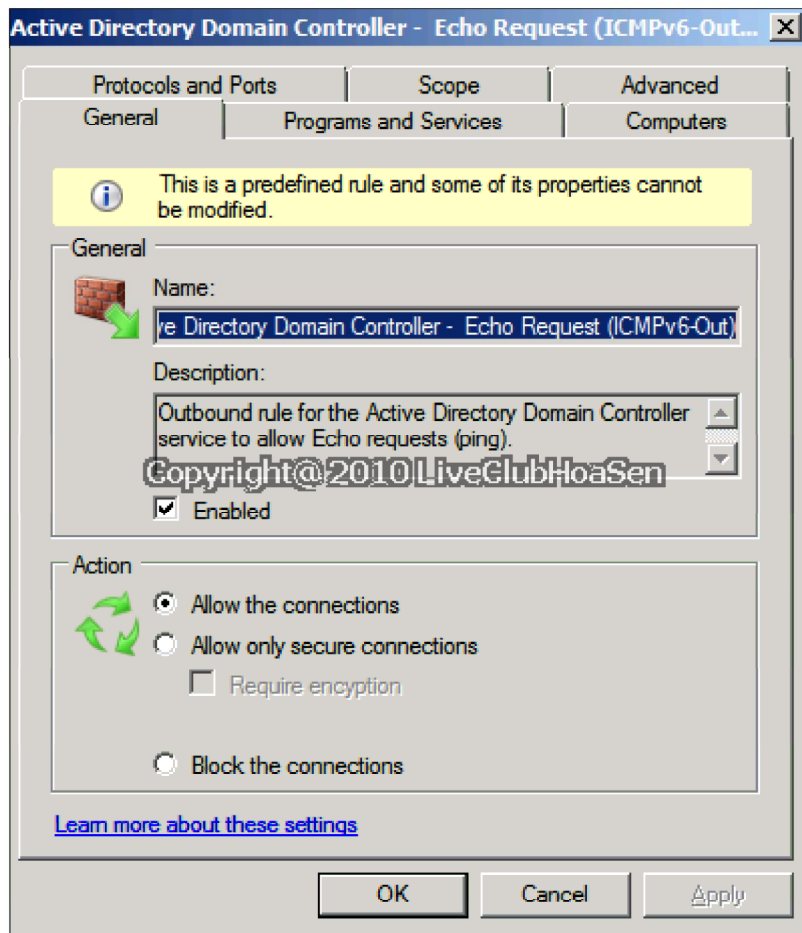 Active Directory Domain Controller - Echo Request (ICMPv6-Out...
Protocols and Ports
Scope
Advanced
General
Programs and Services
Computers
This is a predefined rule and some of its properties cannot
be modified.
General
Name:
ve Directory Domain Controller - Echo Request (ICMPv6-Out)
Description:
Outbound rule for the Active Directory Domain Controller
service to allow Echo requests (ping).
Copyright@2010 LiveClubHoaSen
Enabled
Action
Allow the connections
Allow only secure connections
Require encyption
Block the connections
Learn more about these settings
OK
Cancel
Apply